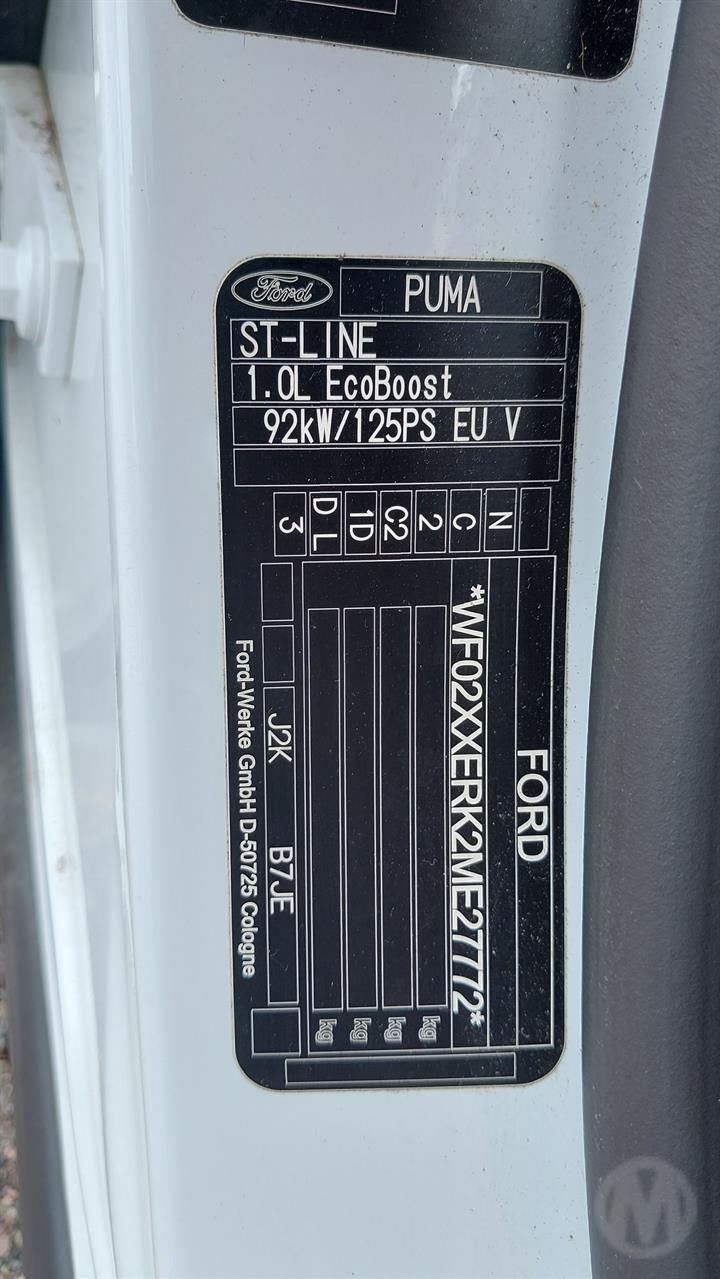 Ford
PUMA
ST-LINE
1.0L EcoBoost
92kW/125PS EU V
N
C
2
C2
1D
D L
3
FORD
*WF02XXERK2ME27772*
kg
kg
kg
kg
J2K B7JE
Ford-Werke GmbH D-50725 Cologne
M